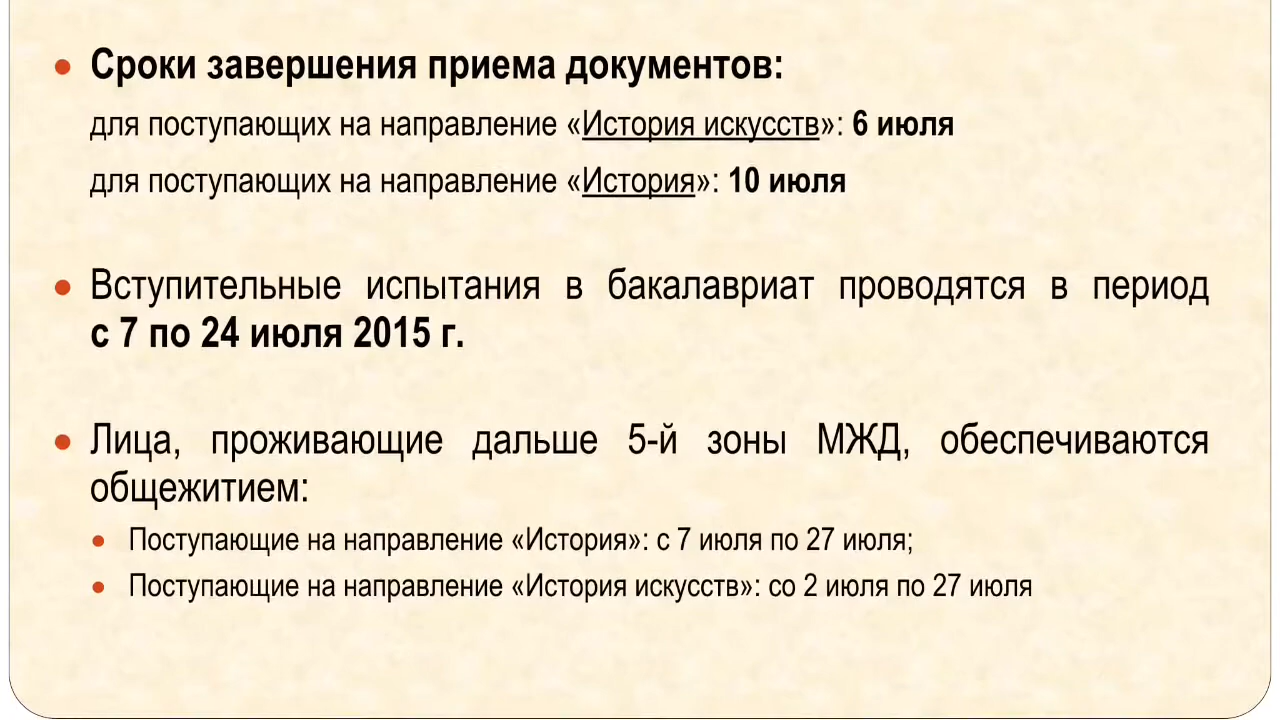 Сроки завершения приема документов:
для поступающих на направление «История искусств»: 6 июля
для поступающих на направление «История»: 10 июля
Вступительные испытания в бакалавриат проводятся в период
с 7 по 24 июля 2015 г.
Лица, проживающие дальше 5-й зоны МЖД, обеспечиваются
общежитием:
Поступающие на направление «История»: с 7 июля по 27 июля;
Поступающие на направление «История искусств»: со 2 июля по 27 июля